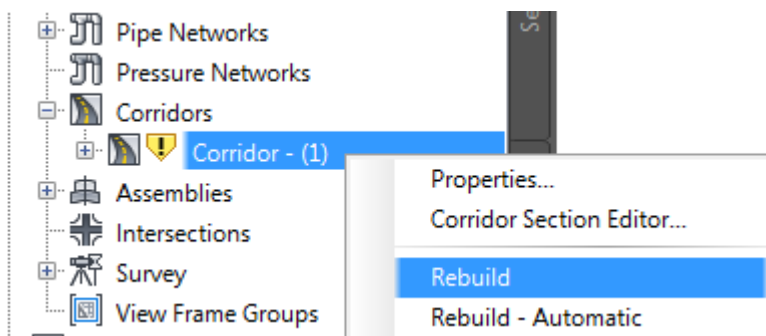 Pipe Networks
Pressure Networks
Corridors
Corridor - (1)
Assemblies
Intersections
Survey
View Frame Groups
Se
Properties...
Corridor Section Editor...
Rebuild
Rebuild - Automatic